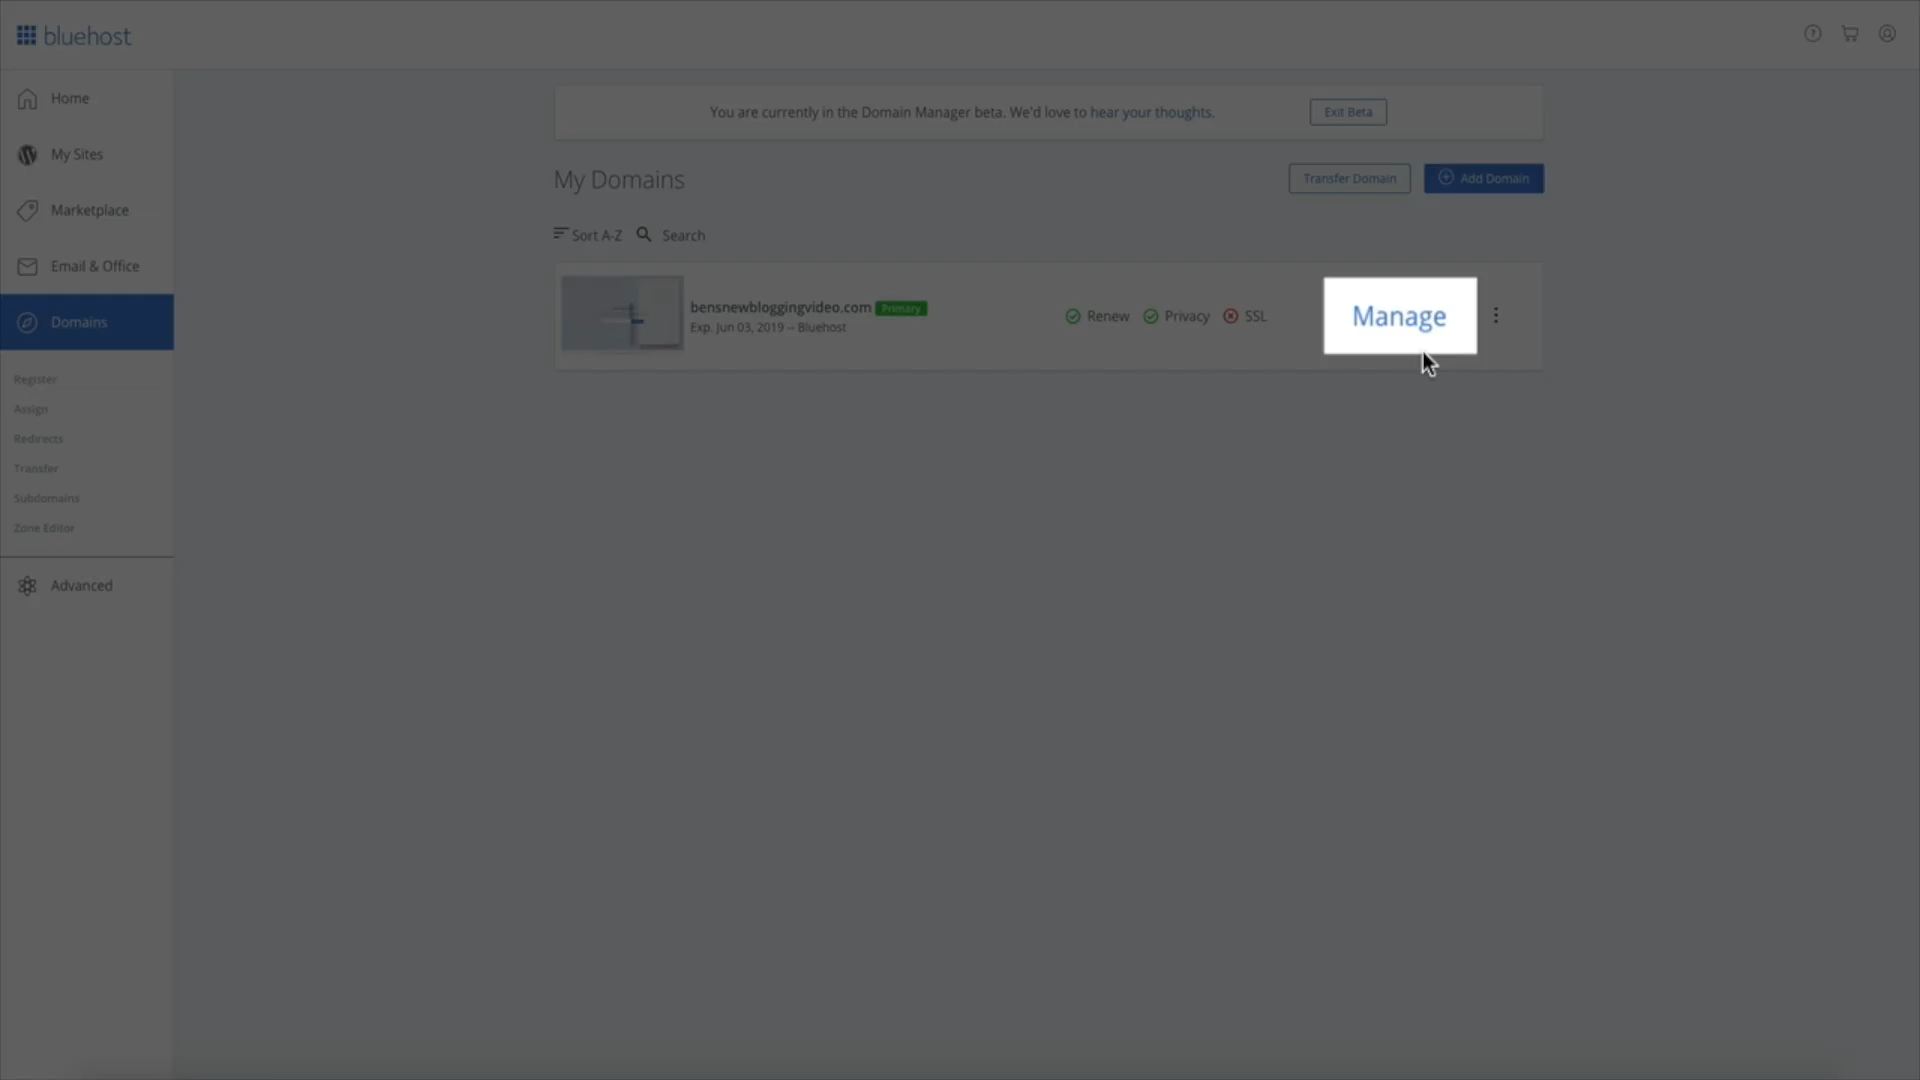 bluehost
Home
My Sites
Marketplace
Email & Office
Domains
Register
Assign
Redirects
Transfer
Subdomains
Zone Editor
Advanced
You are currently in the Domain Manager beta. We'd love to hear your thoughts.
Exit Beta
My Domains
Transfer Domain
Add Domain
Sort A-Z
Search
bensnewbloggingvideo.com Primary
Exp. Jun 03, 2019 -- Bluehost
Renew
Privacy
SSL
Manage